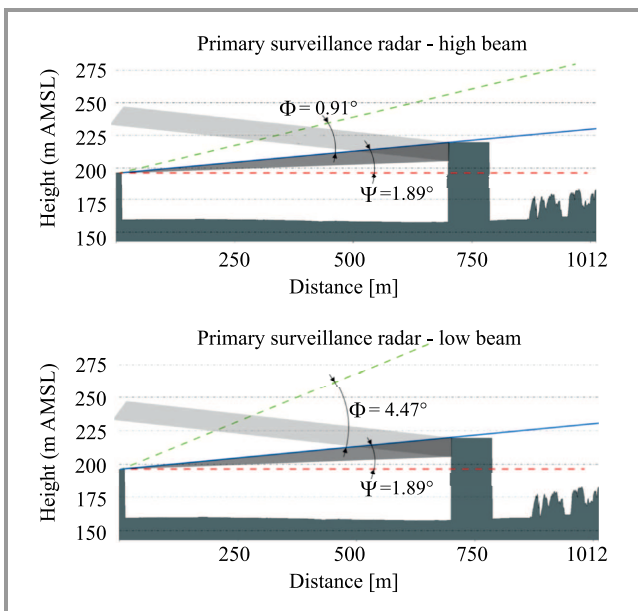 Primary surveillance radar - high beam
Height (m AMSL)
275
250
225
200
175
150
Φ = 0.91°
Ψ = 1.89°
250 500 750 1012
Distance [m]
Primary surveillance radar - low beam
Height (m AMSL)
275
250
225
200
175
150
Φ = 4.47°
Ψ = 1.89°
250 500 750 1012
Distance [m]